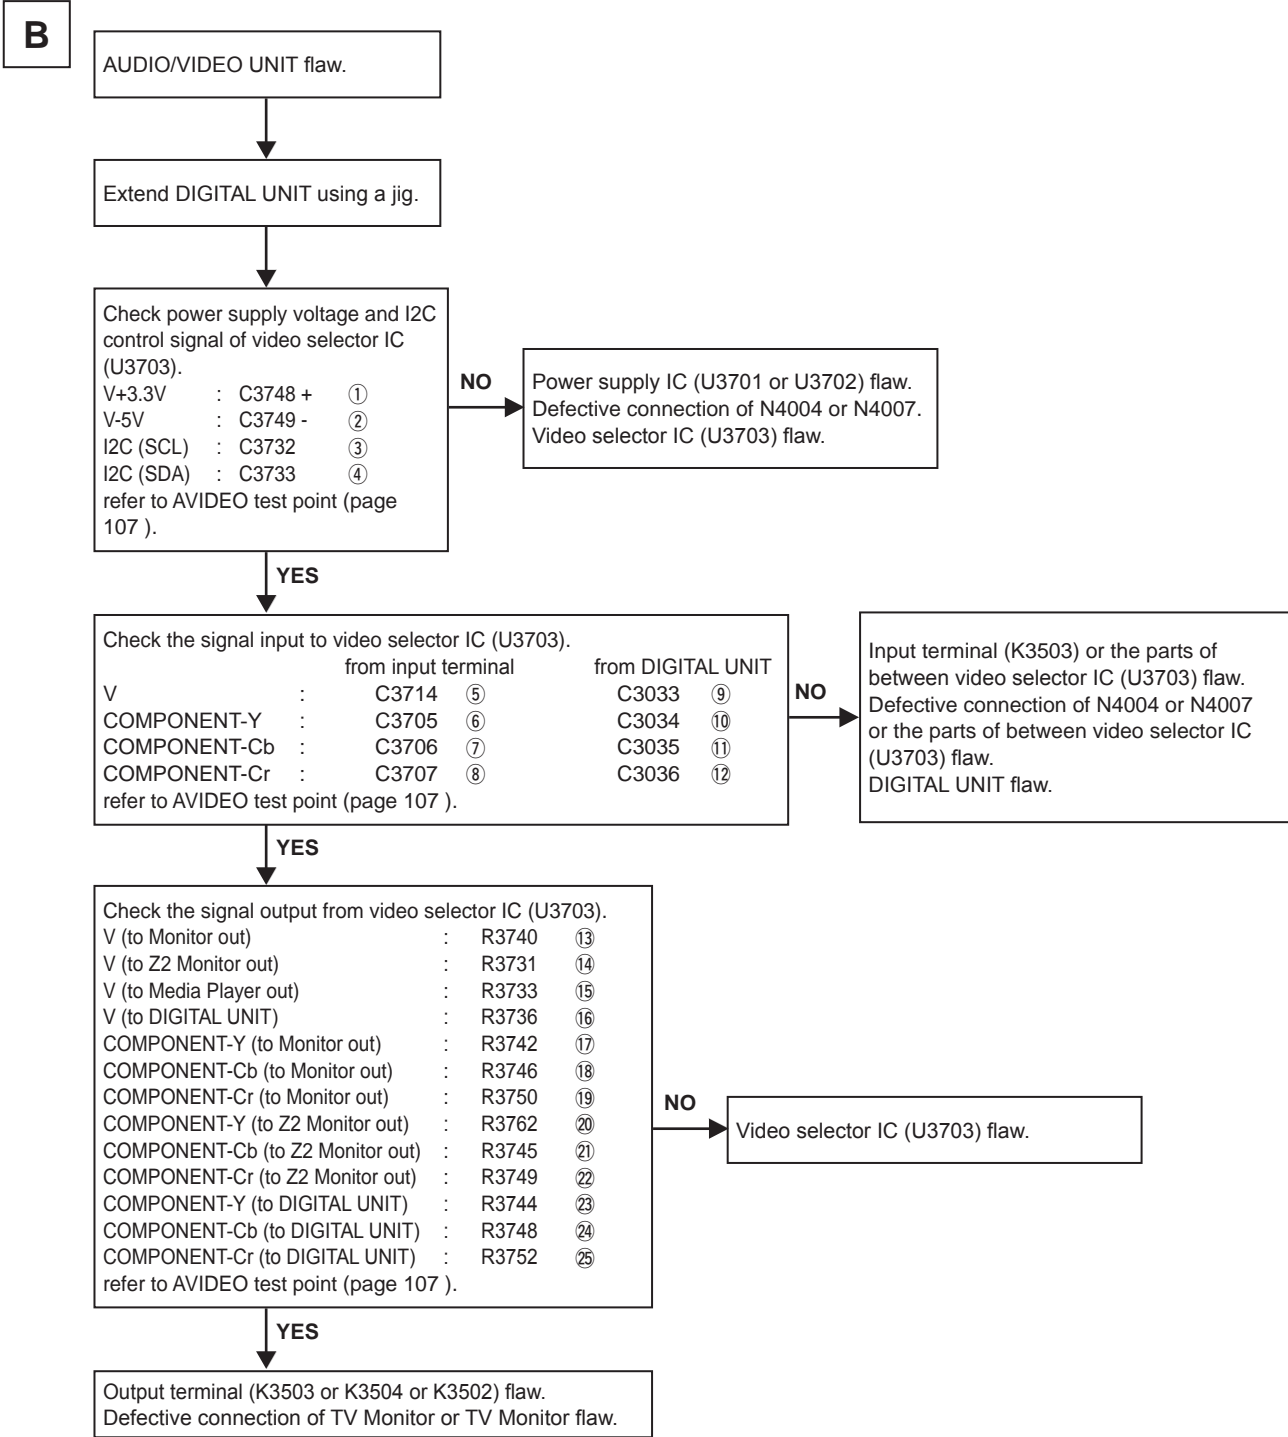 B
AUDIO/VIDEO UNIT flaw.
Extend DIGITAL UNIT using a jig.
Check power supply voltage and I2C
control signal of video selector IC
(U3703).
V+3.3V : C3748 + ①
V-5V : C3749 - ②
I2C (SCL) : C3732 ③
I2C (SDA) : C3733 ④
refer to AVIDEO test point (page
107 ).
NO
Power supply IC (U3701 or U3702) flaw.
Defective connection of N4004 or N4007.
Video selector IC (U3703) flaw.
YES
Check the signal input to video selector IC (U3703).
from input terminal from DIGITAL UNIT
V : C3714 ⑤ C3033 ⑨
COMPONENT-Y : C3705 ⑥ C3034 ⑩
COMPONENT-Cb : C3706 ⑦ C3035 ⑪
COMPONENT-Cr : C3707 ⑧ C3036 ⑫
refer to AVIDEO test point (page 107 ).
NO
Input terminal (K3503) or the parts of
between video selector IC (U3703) flaw.
Defective connection of N4004 or N4007
or the parts of between video selector IC
(U3703) flaw.
DIGITAL UNIT flaw.
YES
Check the signal output from video selector IC (U3703).
V (to Monitor out) : R3740 ⑬
V (to Z2 Monitor out) : R3731 ⑭
V (to Media Player out) : R3733 ⑮
V (to DIGITAL UNIT) : R3736 ⑯
COMPONENT-Y (to Monitor out) : R3742 ⑰
COMPONENT-Cb (to Monitor out) : R3746 ⑱
COMPONENT-Cr (to Monitor out) : R3750 ⑲
COMPONENT-Y (to Z2 Monitor out) : R3762 ⑳
COMPONENT-Cb (to Z2 Monitor out) : R3745 ㉑
COMPONENT-Cr (to Z2 Monitor out) : R3749 ㉒
COMPONENT-Y (to DIGITAL UNIT) : R3744 ㉓
COMPONENT-Cb (to DIGITAL UNIT) : R3748 ㉔
COMPONENT-Cr (to DIGITAL UNIT) : R3752 ㉕
refer to AVIDEO test point (page 107 ).
NO
Video selector IC (U3703) flaw.
YES
Output terminal (K3503 or K3504 or K3502) flaw.
Defective connection of TV Monitor or TV Monitor flaw.